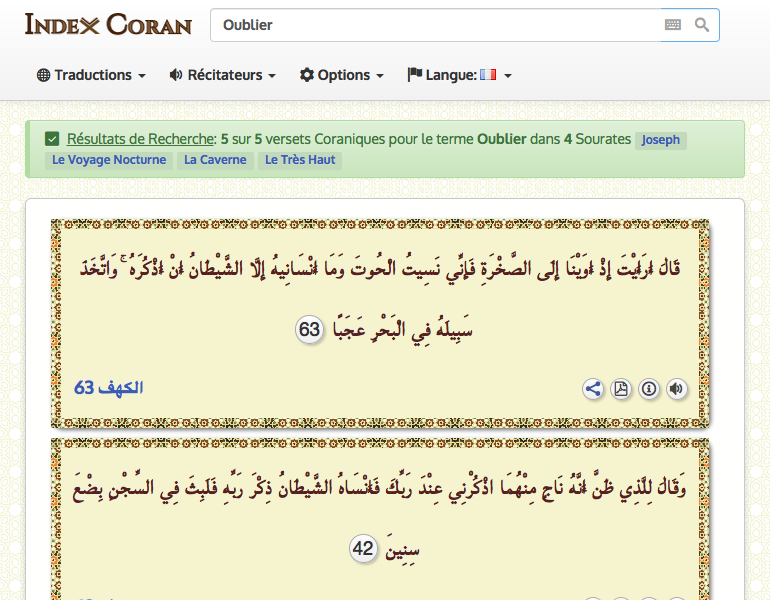 Index Coran
Oublier
Traductions Récitateurs Options Langue:
Résultats de Recherche: 5 sur 5 versets Coraniques pour le terme Oublier dans 4 Sourates Joseph
Le Voyage Nocturne La Caverne Le Très Haut
قَالَ أَرَأَيْتَ إِذْ أَوَيْنَا إِلَى الصَّخْرَةِ فَإِنِّي نَسِيتُ الْحُوتَ وَمَا أَنْسَانِيهُ إِلَّا الشَّيْطَانُ أَنْ أَذْكُرَهُ ۚ وَاتَّخَذَ
سَبِيلَهُ فِي الْبَحْرِ عَجَبًا 63
الكهف 63
وَقَالَ لِلَّذِي ظَنَّ أَنَّهُ نَاجٍ مِنْهُمَا اذْكُرْنِي عِنْدَ رَبِّكَ فَأَنْسَاهُ الشَّيْطَانُ ذِكْرَ رَبِّهِ فَلَبِثَ فِي السِّجْنِ بِضْعَ
سِنِينَ 42